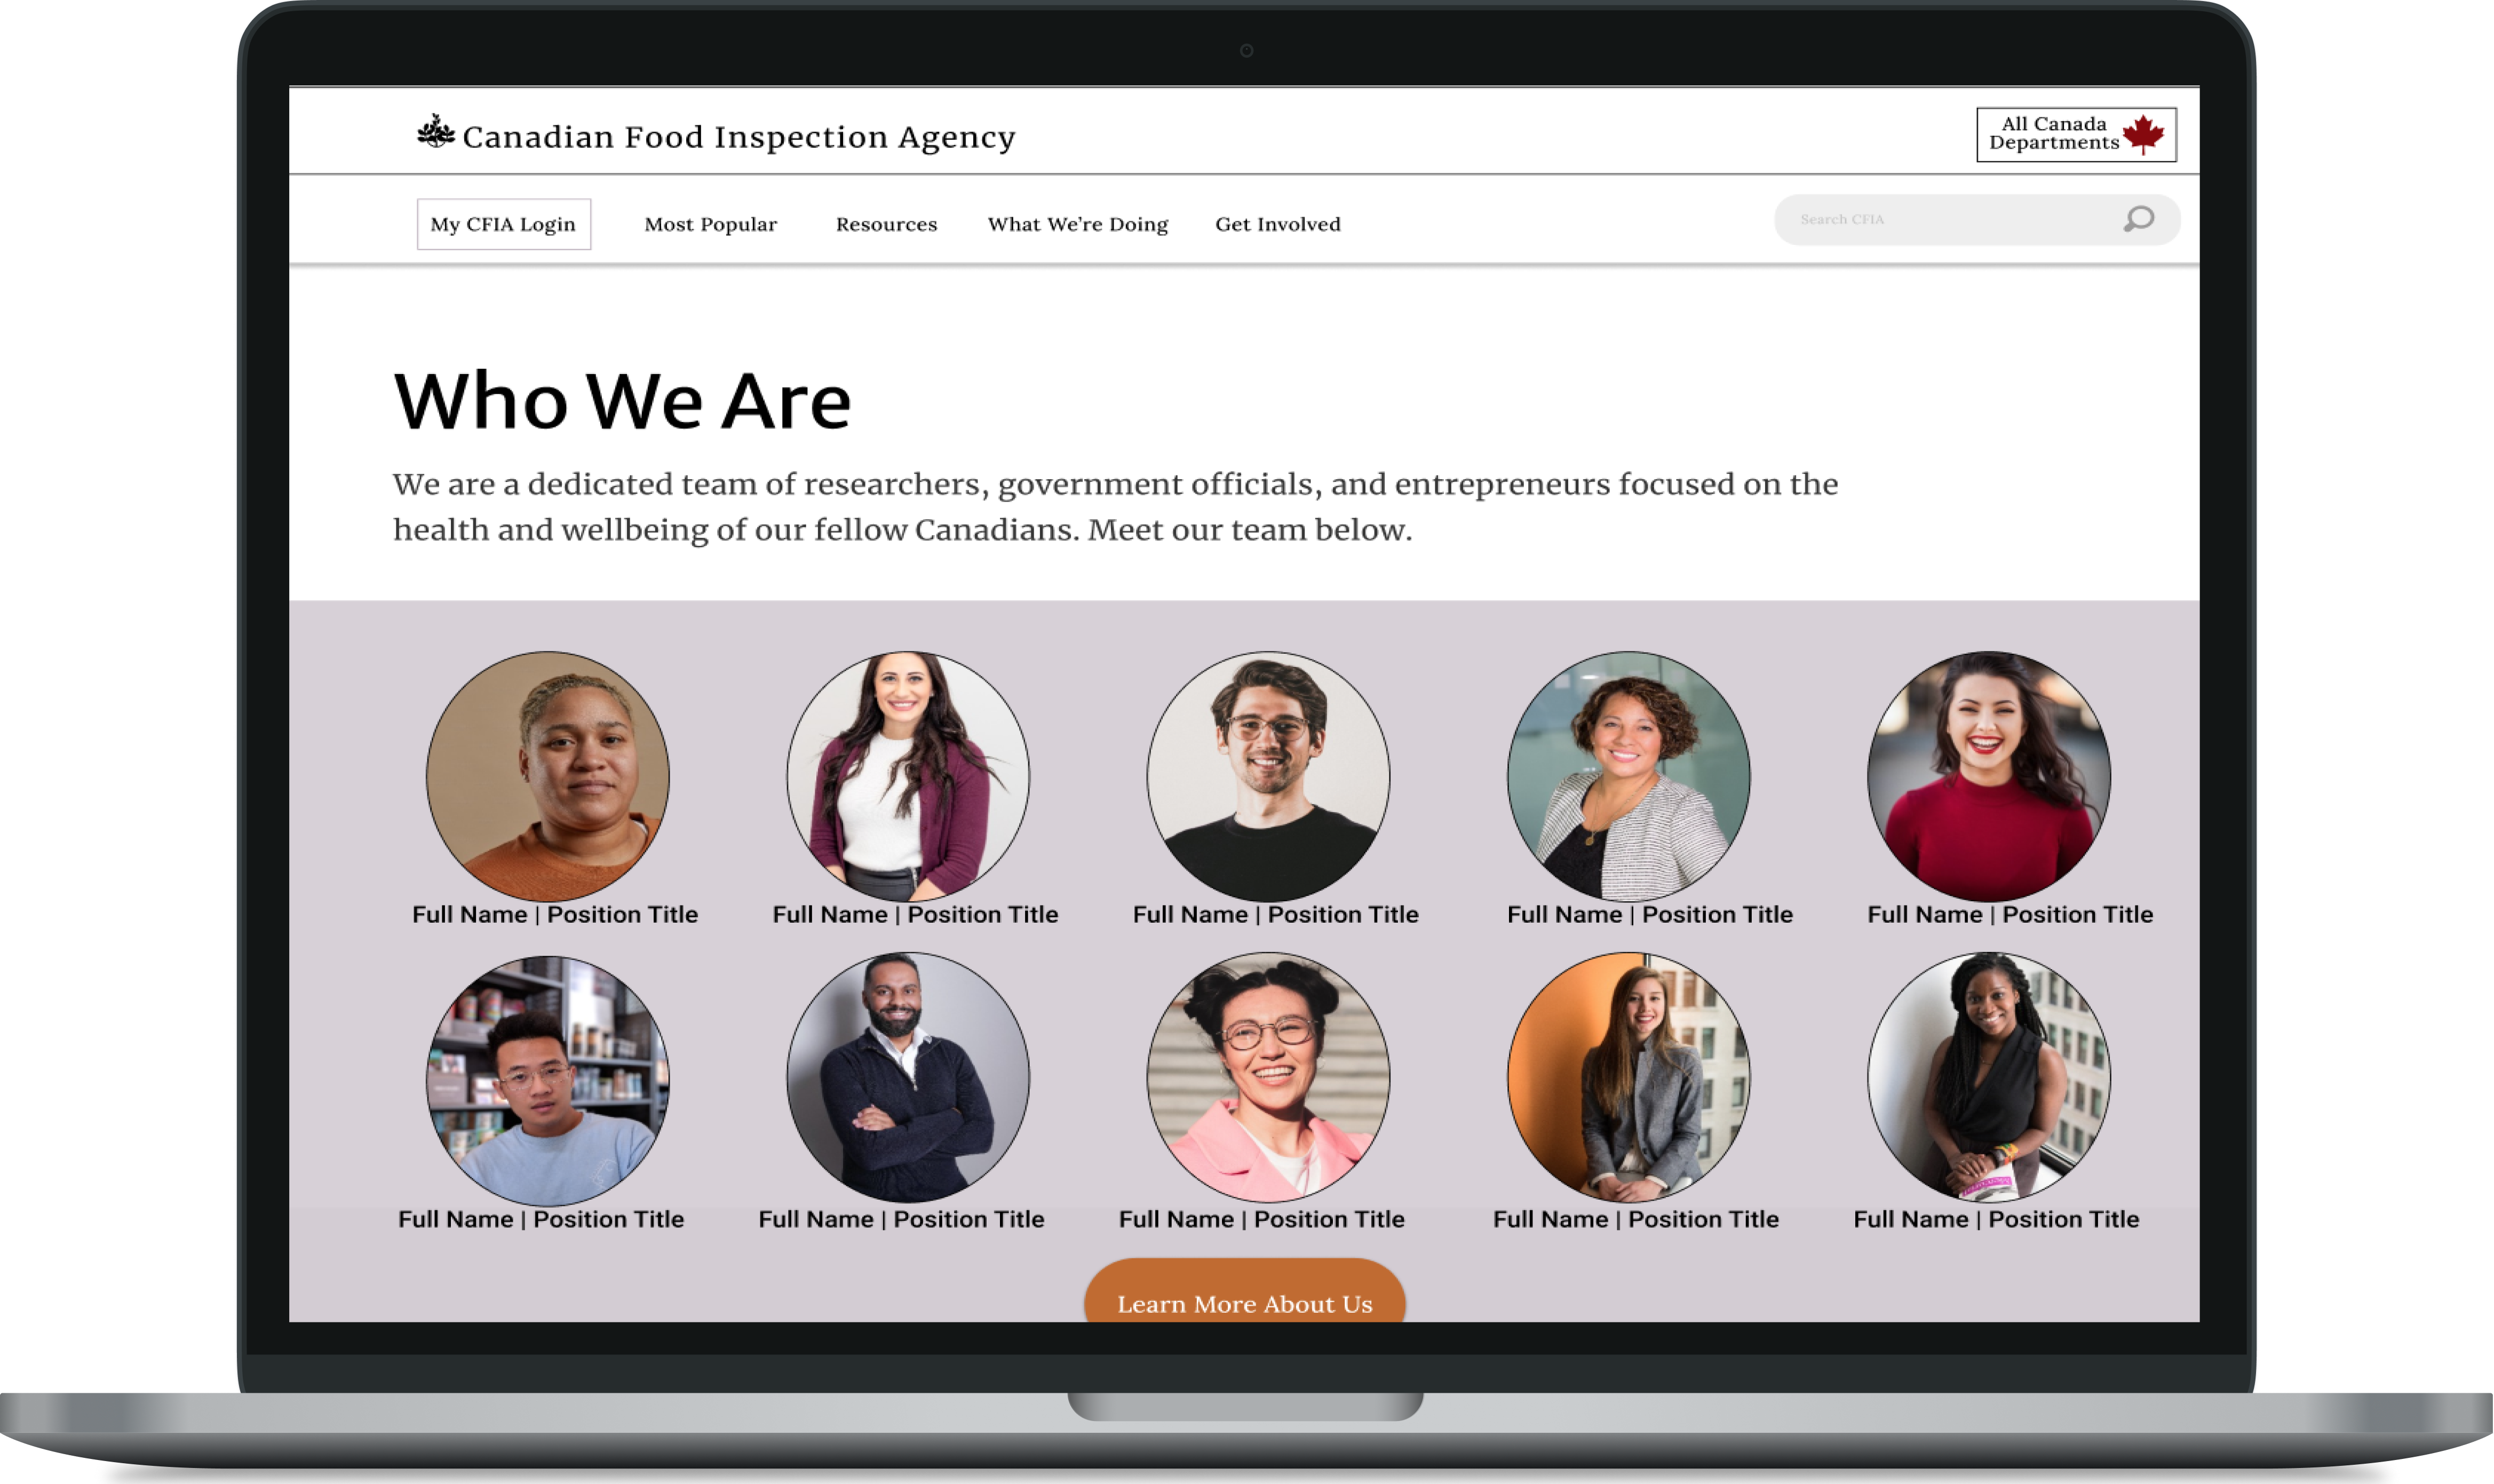 Canadian Food Inspection Agency
All Canada
Departments
My CFIA Login
Most Popular
Resources
What We're Doing
Get Involved
Search CFIA
Who We Are
We are a dedicated team of researchers, government officials, and entrepreneurs focused on the
health and wellbeing of our fellow Canadians. Meet our team below.
Full Name | Position Title
Full Name | Position Title
Full Name | Position Title
Full Name | Position Title
Full Name | Position Title
Full Name | Position Title
Full Name | Position Title
Full Name | Position Title
Full Name | Position Title
Full Name | Position Title
Learn More About Us